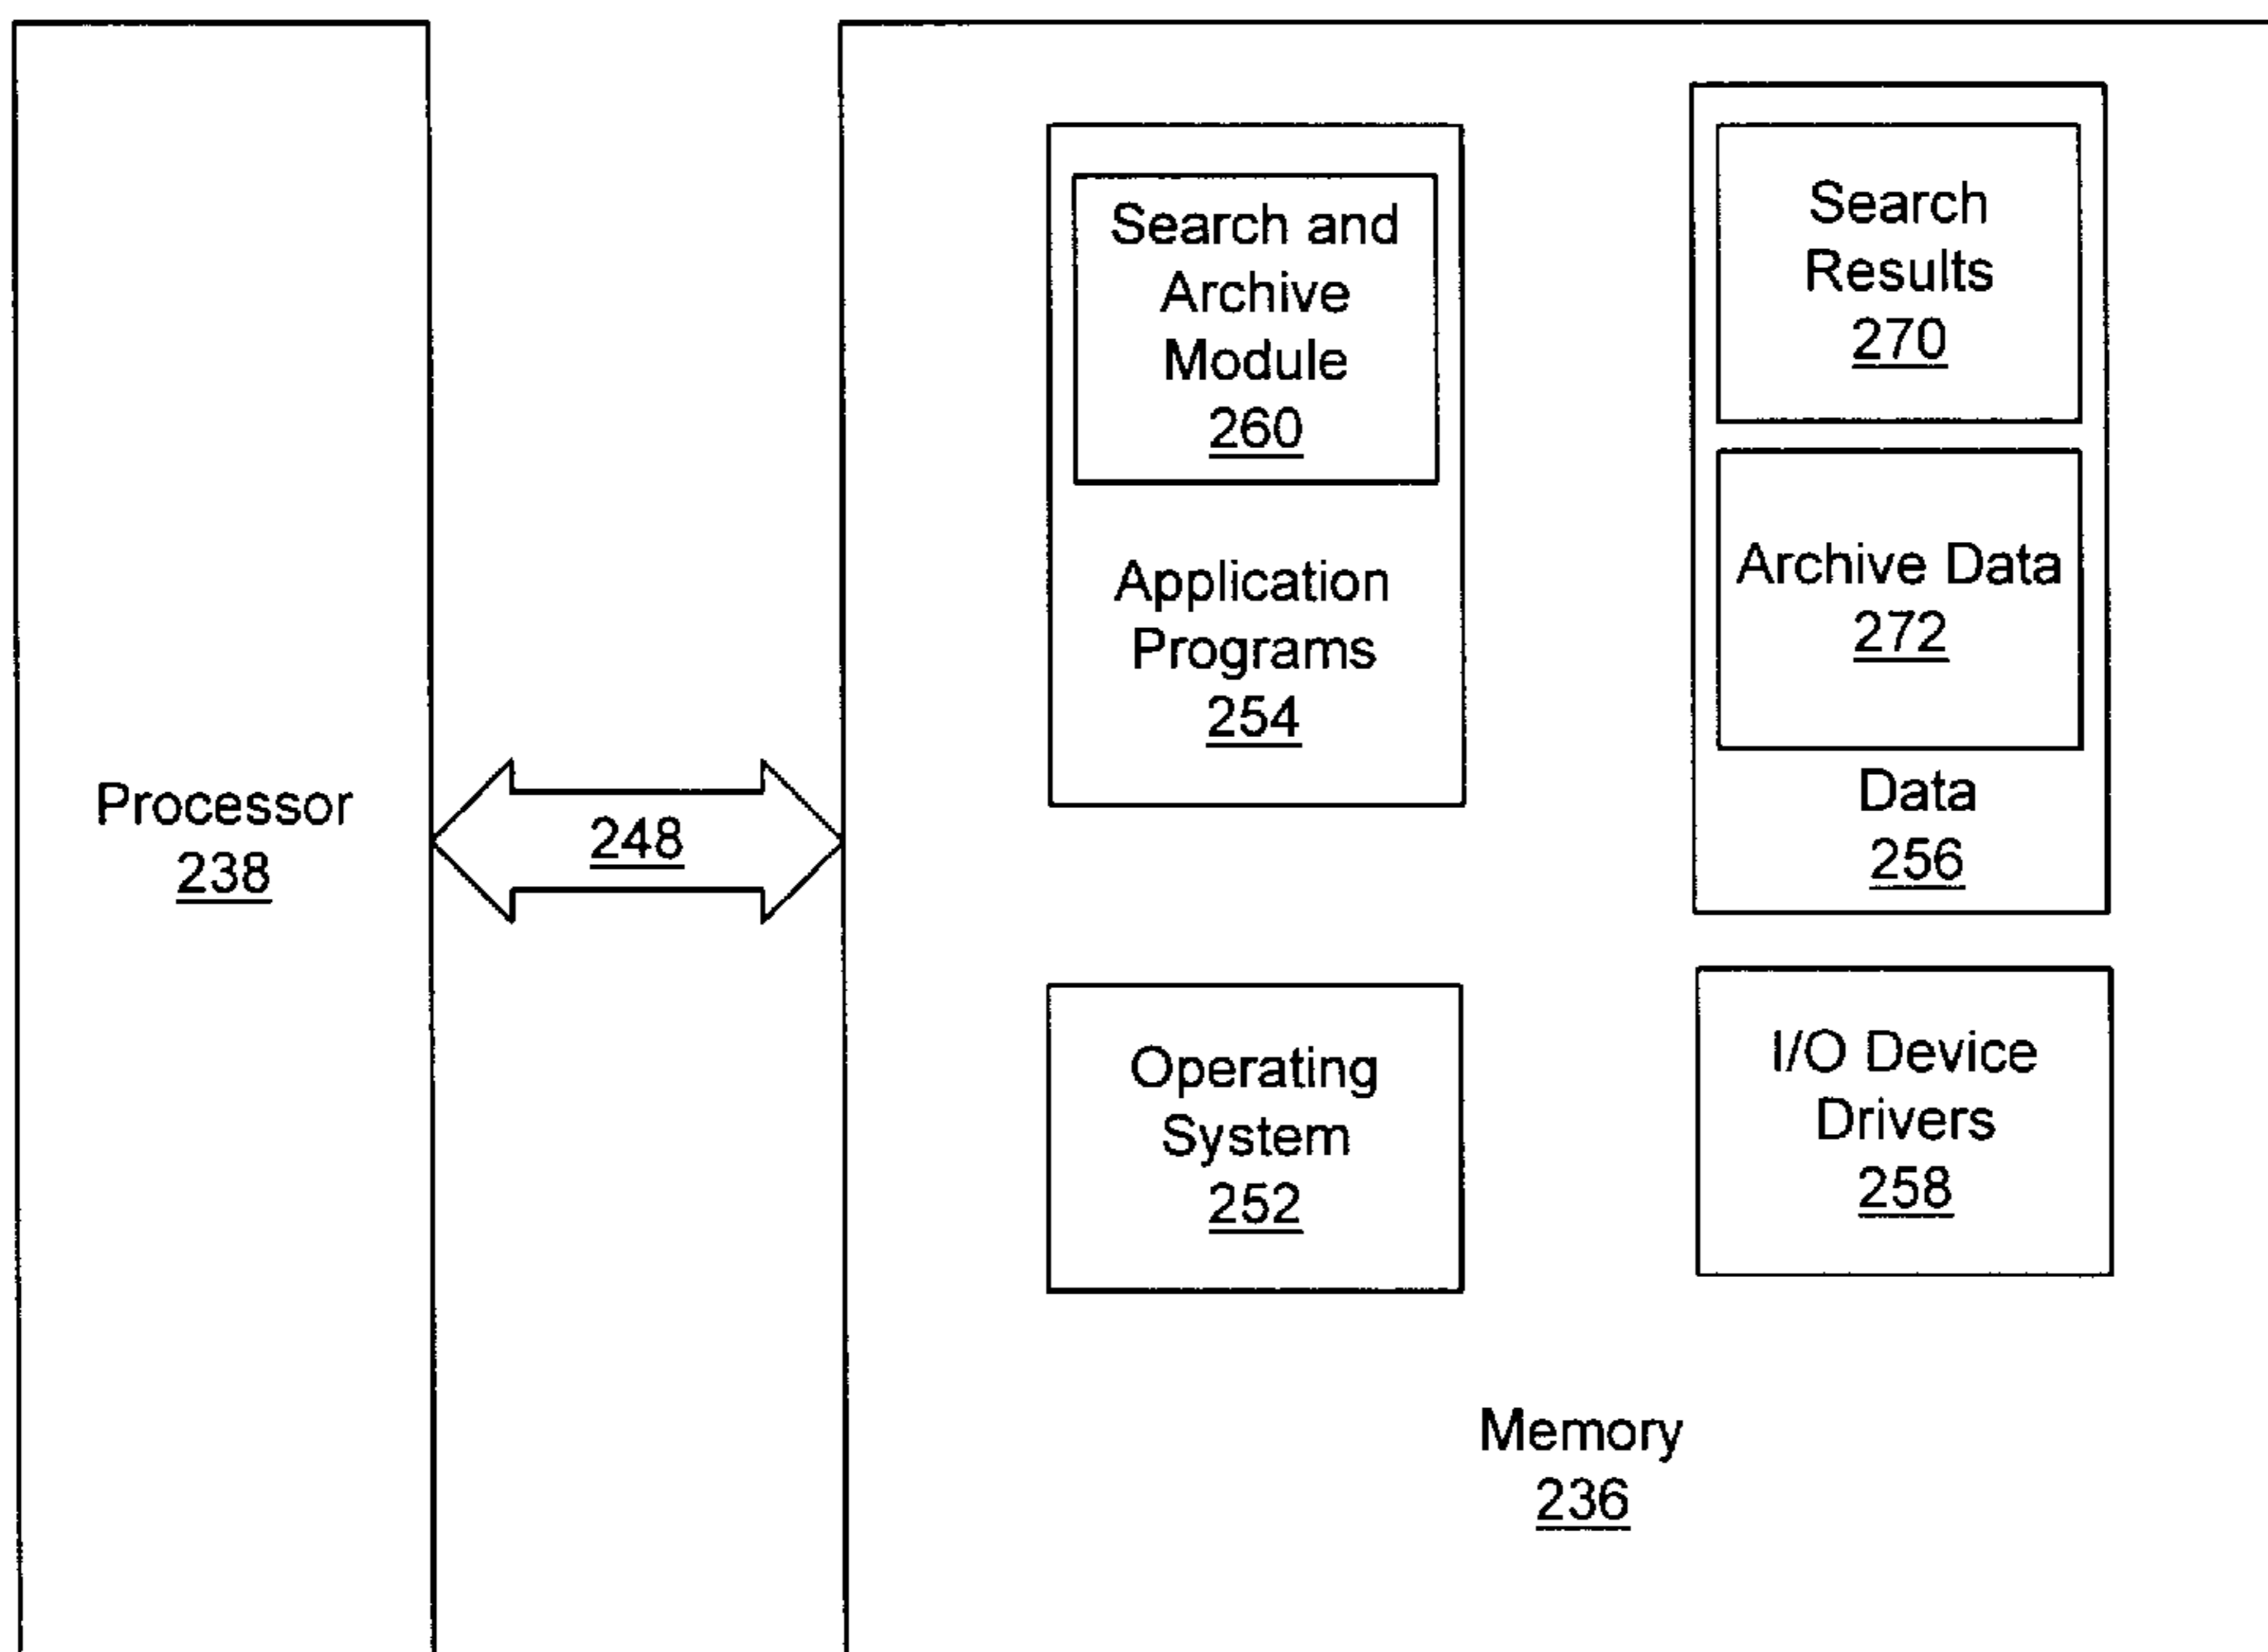 Processor
238
248
Search and
Archive
Module
260
Application
Programs
254
Search
Results
270
Archive Data
272
Data
256
Operating
System
252
I/O Device
Drivers
258
Memory
236